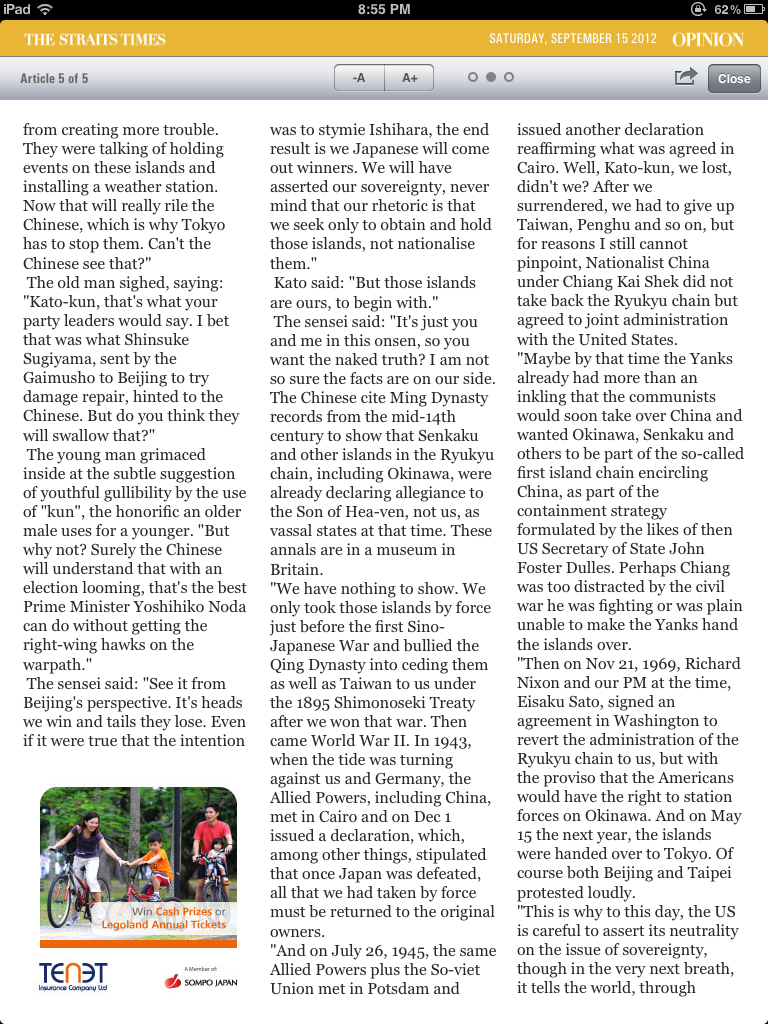 iPad
8:55 PM
62%
THE STRAITS TIMES
SATURDAY, SEPTEMBER 15 2012 OPINION
Article 5 of 5
-A A+
Close
from creating more trouble.
They were talking of holding
events on these islands and
installing a weather station.
Now that will really rile the
Chinese, which is why Tokyo
has to stop them. Can't the
Chinese see that?"
The old man sighed, saying:
"Kato-kun, that's what your
party leaders would say. I bet
that was what Shinsuke
Sugiyama, sent by the
Gaimusho to Beijing to try
damage repair, hinted to the
Chinese. But do you think they
will swallow that?"
The young man grimaced
inside at the subtle suggestion
of youthful gullibility by the use
of "kun", the honorific an older
male uses for a younger. "But
why not? Surely the Chinese
will understand that with an
election looming, that's the best
Prime Minister Yoshihiko Noda
can do without getting the
right-wing hawks on the
warpath."
The sensei said: "See it from
Beijing's perspective. It's heads
we win and tails they lose. Even
if it were true that the intention
Win Cash Prizes or
Legoland Annual Tickets
TENET
Insurance Company Ltd
A Member of:
SOMPO JAPAN
was to stymie Ishihara, the end
result is we Japanese will come
out winners. We will have
asserted our sovereignty, never
mind that our rhetoric is that
we seek only to obtain and hold
those islands, not nationalise
them."
Kato said: "But those islands
are ours, to begin with."
The sensei said: "It's just you
and me in this onsen, so you
want the naked truth? I am not
so sure the facts are on our side.
The Chinese cite Ming Dynasty
records from the mid-14th
century to show that Senkaku
and other islands in the Ryukyu
chain, including Okinawa, were
already declaring allegiance to
the Son of Hea-ven, not us, as
vassal states at that time. These
annals are in a museum in
Britain.
"We have nothing to show. We
only took those islands by force
just before the first Sino-
Japanese War and bullied the
Qing Dynasty into ceding them
as well as Taiwan to us under
the 1895 Shimonoseki Treaty
after we won that war. Then
came World War II. In 1943,
when the tide was turning
against us and Germany, the
Allied Powers, including China,
met in Cairo and on Dec 1
issued a declaration, which,
among other things, stipulated
that once Japan was defeated,
all that we had taken by force
must be returned to the original
owners.
"And on July 26, 1945, the same
Allied Powers plus the So-viet
Union met in Potsdam and
issued another declaration
reaffirming what was agreed in
Cairo. Well, Kato-kun, we lost,
didn't we? After we
surrendered, we had to give up
Taiwan, Penghu and so on, but
for reasons I still cannot
pinpoint, Nationalist China
under Chiang Kai Shek did not
take back the Ryukyu chain but
agreed to joint administration
with the United States.
"Maybe by that time the Yanks
already had more than an
inkling that the communists
would soon take over China and
wanted Okinawa, Senkaku and
others to be part of the so-called
first island chain encircling
China, as part of the
containment strategy
formulated by the likes of then
US Secretary of State John
Foster Dulles. Perhaps Chiang
was too distracted by the civil
war he was fighting or was plain
unable to make the Yanks hand
the islands over.
"Then on Nov 21, 1969, Richard
Nixon and our PM at the time,
Eisaku Sato, signed an
agreement in Washington to
revert the administration of the
Ryukyu chain to us, but with
the proviso that the Americans
would have the right to station
forces on Okinawa. And on May
15 the next year, the islands
were handed over to Tokyo. Of
course both Beijing and Taipei
protested loudly.
"This is why to this day, the US
is careful to assert its neutrality
on the issue of sovereignty,
though in the very next breath,
it tells the world, through